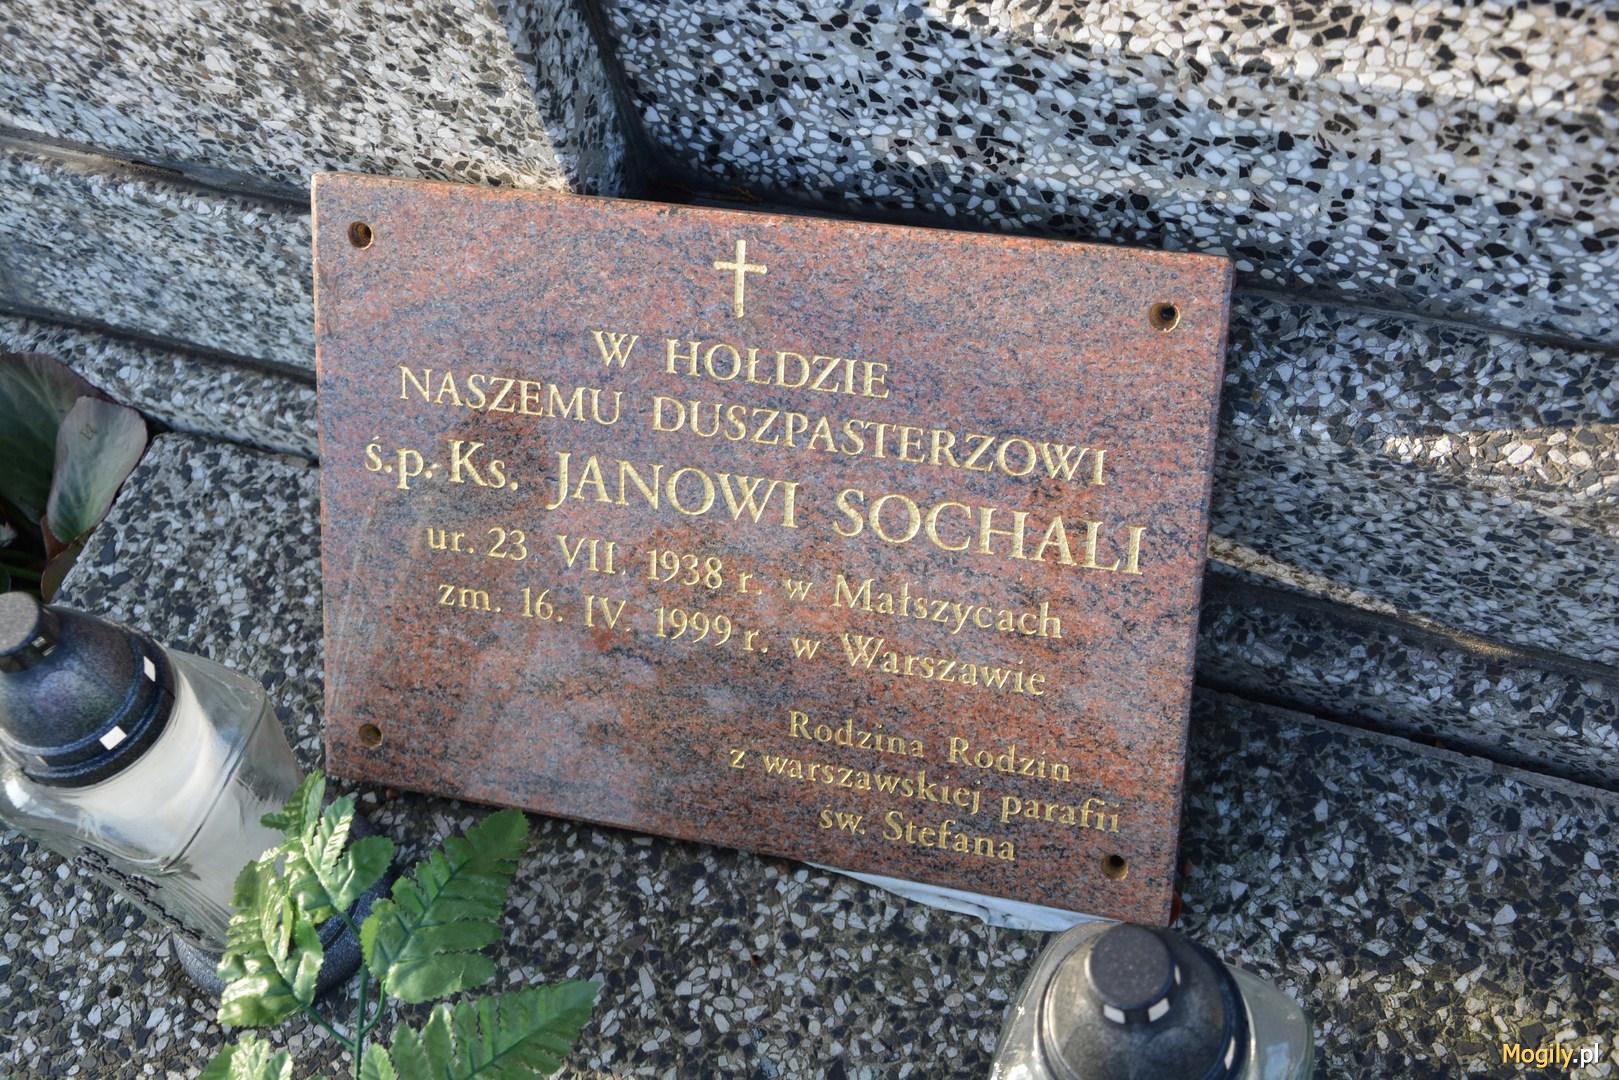 W HOŁDZIE
NASZEMU DUSZPASTERZOWI
ś.p. Ks. JANOWI SOCHALI
ur. 23. VII. 1938 r. w Małszycach
zm. 16. IV. 1999 r. w Warszawie
Rodzina Rodzin
z warszawskiej parafii
św. Stefana
Mogily.pl